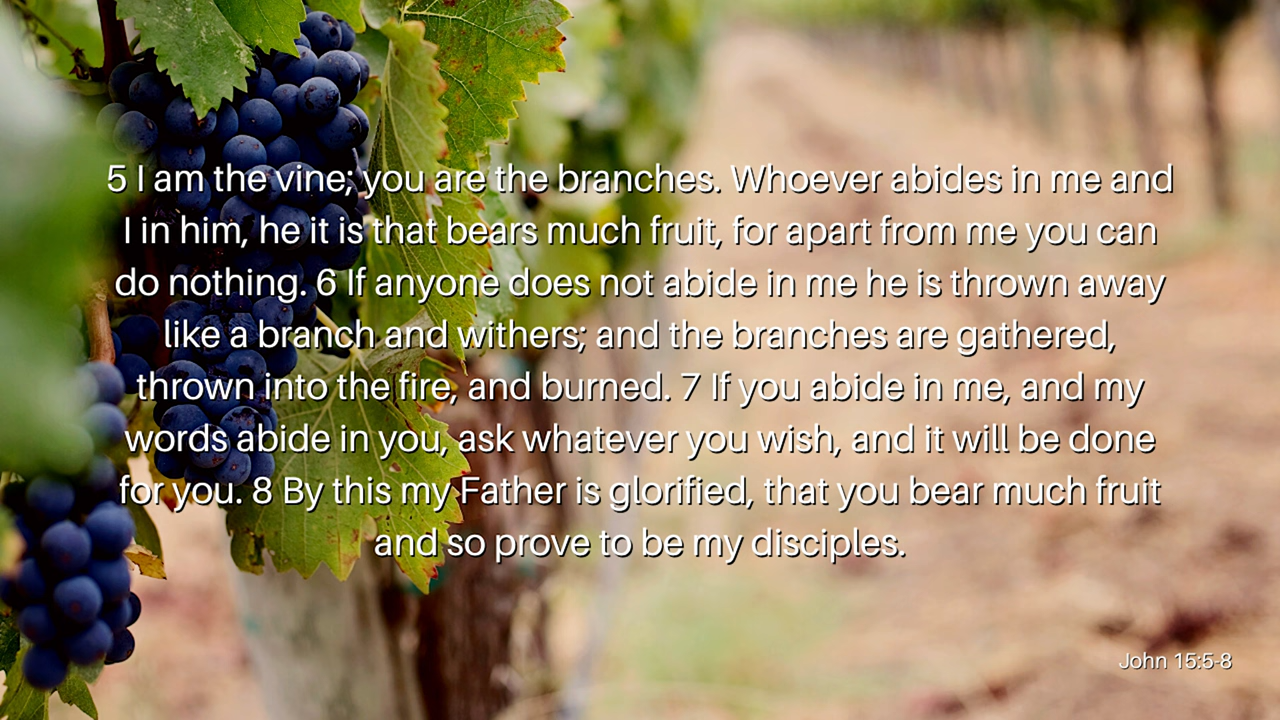 5 I am the vine; you are the branches. Whoever abides in me and
I in him, he it is that bears much fruit, for apart from me you can
do nothing. 6 If anyone does not abide in me he is thrown away
like a branch and withers; and the branches are gathered,
thrown into the fire, and burned. 7 If you abide in me, and my
words abide in you, ask whatever you wish, and it will be done
for you. 8 By this my Father is glorified, that you bear much fruit
and so prove to be my disciples.
John 15:5-8